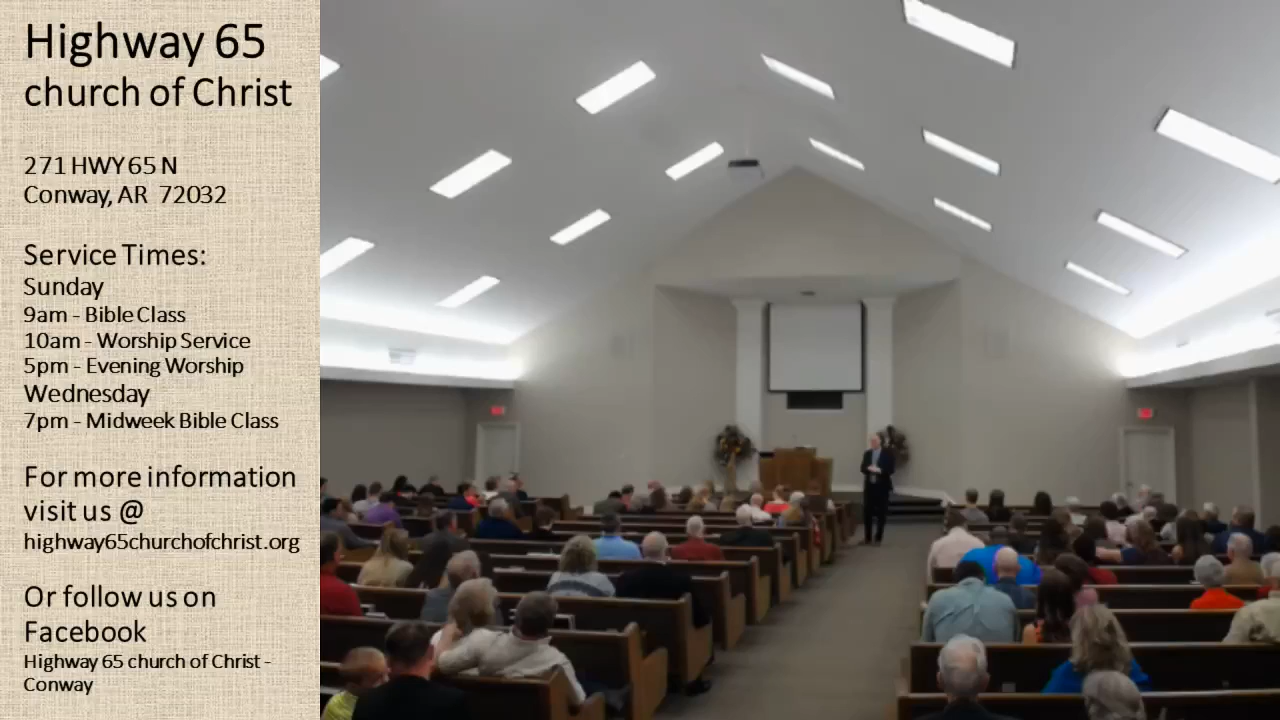 Highway 65
church of Christ
271 HWY 65 N
Conway, AR 72032
Service Times:
Sunday
9am - Bible Class
10am - Worship Service
5pm - Evening Worship
Wednesday
7pm - Midweek Bible Class
For more information
visit us @
highway65churchofchrist.org
Or follow us on
Facebook
Highway 65 church of Christ -
Conway